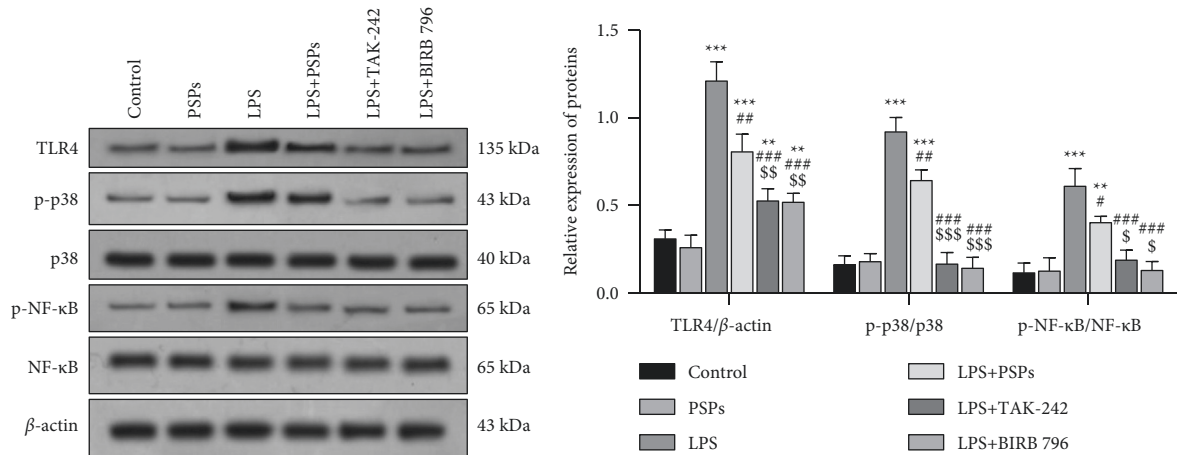 Control
PSPs
LPS
LPS+PSPs
LPS+TAK-242
LPS+BIRB 796
TLR4 135 kDa
p-p38 43 kDa
p38 40 kDa
p-NF-κB 65 kDa
NF-κB 65 kDa
β-actin 43 kDa
Relative expression of proteins
1.5
1.0
0.5
0.0
***
***
##
**
###
$$
**
###
$$
***
***
##
###
$$$
###
$$$
***
**
#
###
$
###
$
TLR4/β-actin p-p38/p38 p-NF-κB/NF-κB
Control LPS+PSPs
PSPs LPS+TAK-242
LPS LPS+BIRB 796